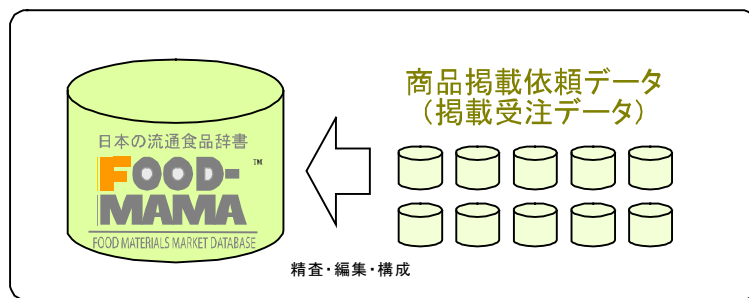 商品掲載依頼データ
(掲載受注データ)
日本の流通食品辞書
FOOD-™
MAMA
FOOD MATERIALS MARKET DATABASE
精査・編集・構成